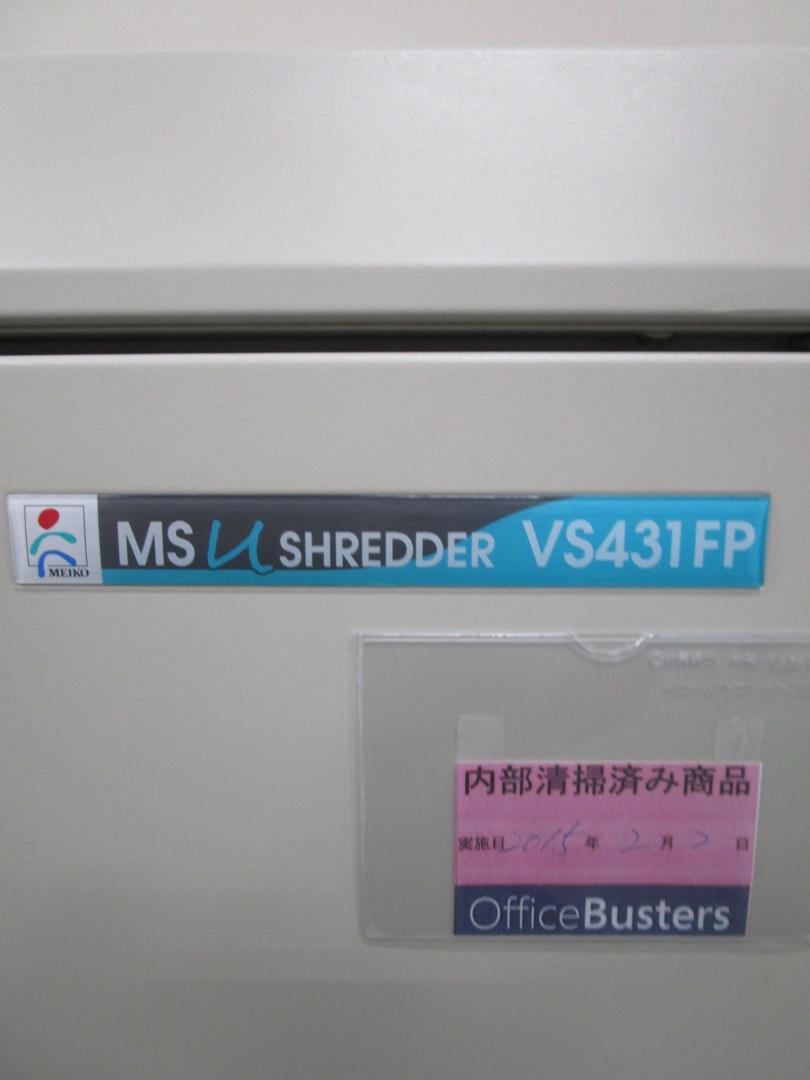 MEIKO
MS U SHREDDER VS431FP
内部清掃済み商品
実施日 2015 年 2 月 2 日
OfficeBusters